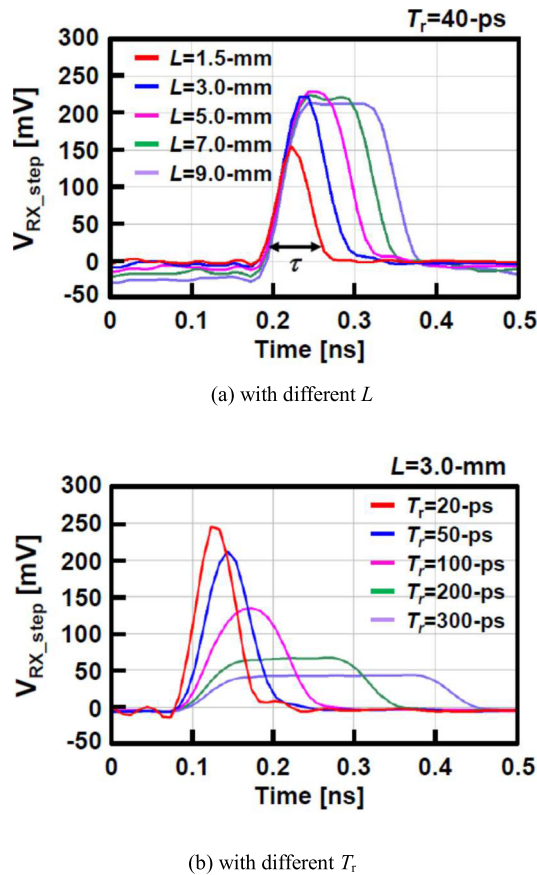 Tr=40-ps
300
250
200
150
100
50
0
-50
VRX_step [mV]
L=1.5-mm
L=3.0-mm
L=5.0-mm
L=7.0-mm
L=9.0-mm
τ
0 0.1 0.2 0.3 0.4 0.5
Time [ns]
(a) with different L
L=3.0-mm
300
250
200
150
100
50
0
-50
VRX_step [mV]
Tr=20-ps
Tr=50-ps
Tr=100-ps
Tr=200-ps
Tr=300-ps
0 0.1 0.2 0.3 0.4 0.5
Time [ns]
(b) with different Tr